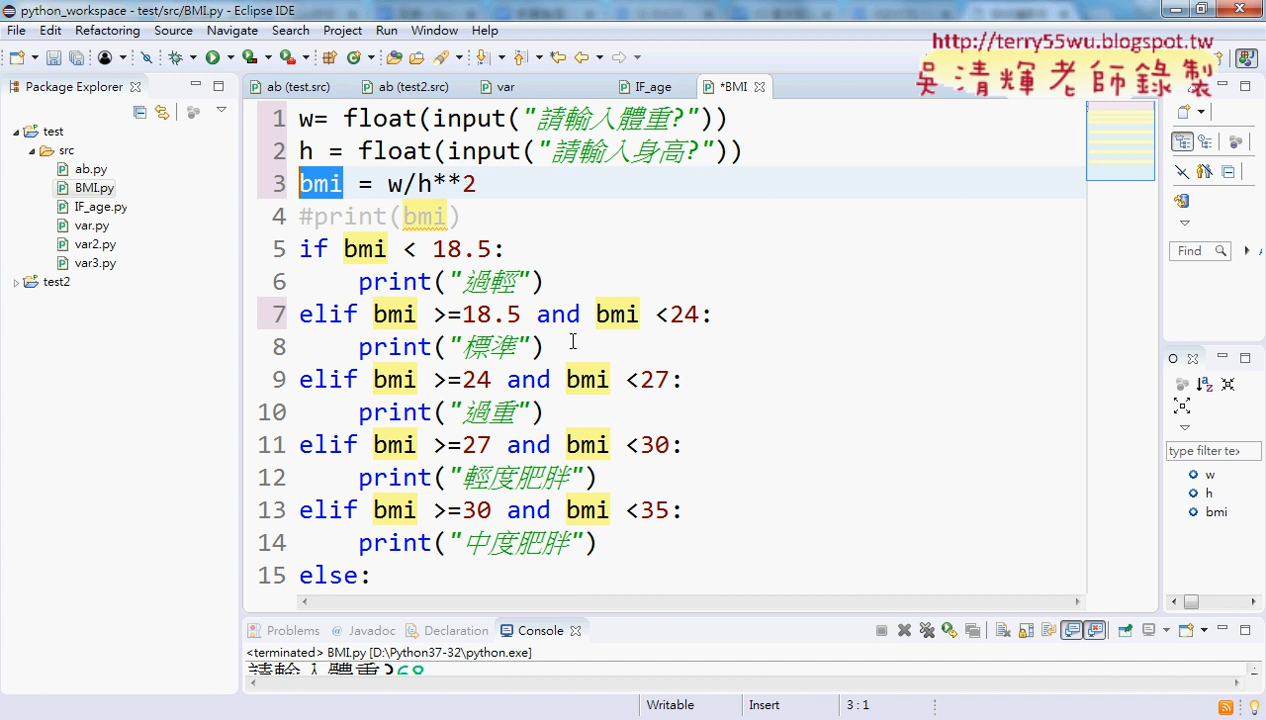 python_workspace - test/src/BMI.py - Eclipse IDE
File Edit Refactoring Source Navigate Search Project Run Window Help
http://terry55wu.blogspot.tw
吳清輝老師錄製
Package Explorer
ab (test.src) ab (test2.src) var IF_age *BMI
test
src
ab.py
BMI.py
IF_age.py
var.py
var2.py
var3.py
test2
1 w= float(input("請輸入體重?"))
2 h = float(input("請輸入身高?"))
3 bmi = w/h**2
4 #print(bmi)
5 if bmi < 18.5:
6 print("過輕")
7 elif bmi >=18.5 and bmi <24:
8 print("標準")
9 elif bmi >=24 and bmi <27:
10 print("過重")
11 elif bmi >=27 and bmi <30:
12 print("輕度肥胖")
13 elif bmi >=30 and bmi <35:
14 print("中度肥胖")
15 else:
Find
O
type filter te
w
h
bmi
Problems Javadoc Declaration Console
<terminated> BMI.py [D:\Python37-32\python.exe]
請輸入體重?68
Writable Insert 3 : 1